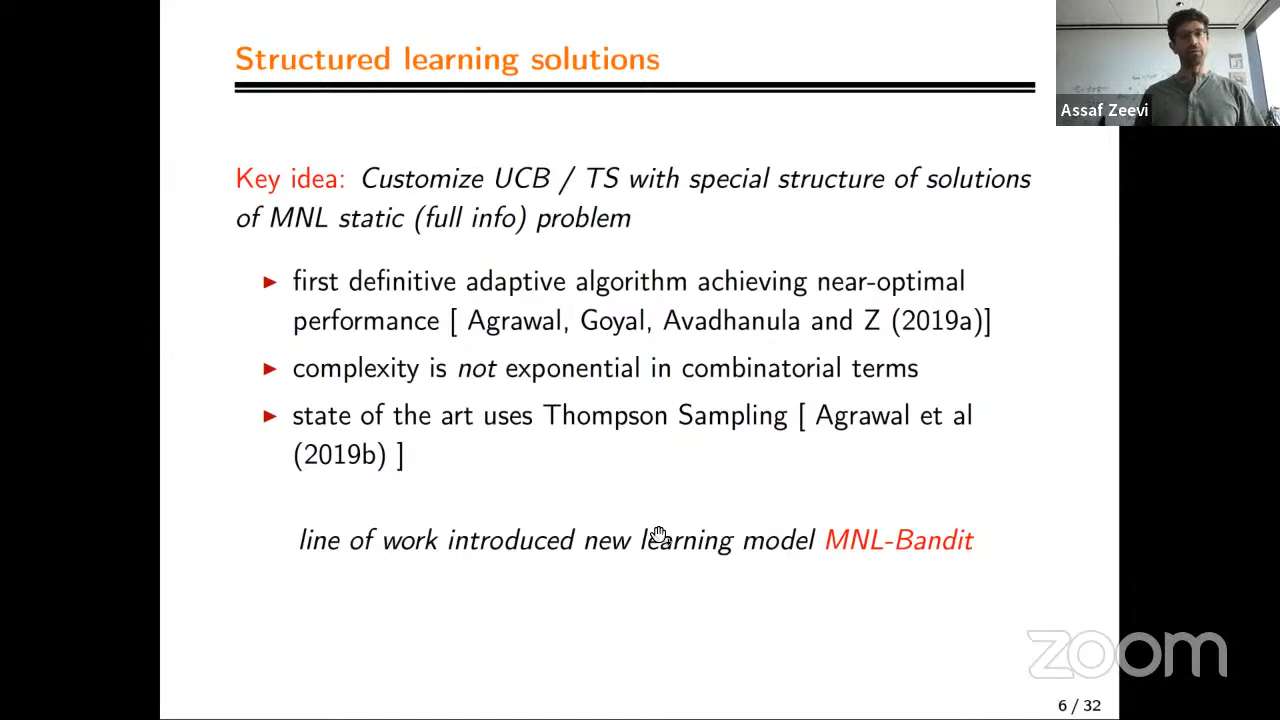 Structured learning solutions
Assaf Zeevi
Key idea: Customize UCB / TS with special structure of solutions
of MNL static (full info) problem
first definitive adaptive algorithm achieving near-optimal
performance [ Agrawal, Goyal, Avadhanula and Z (2019a)]
complexity is not exponential in combinatorial terms
state of the art uses Thompson Sampling [ Agrawal et al
(2019b) ]
line of work introduced new learning model MNL-Bandit
zoom
6 / 32